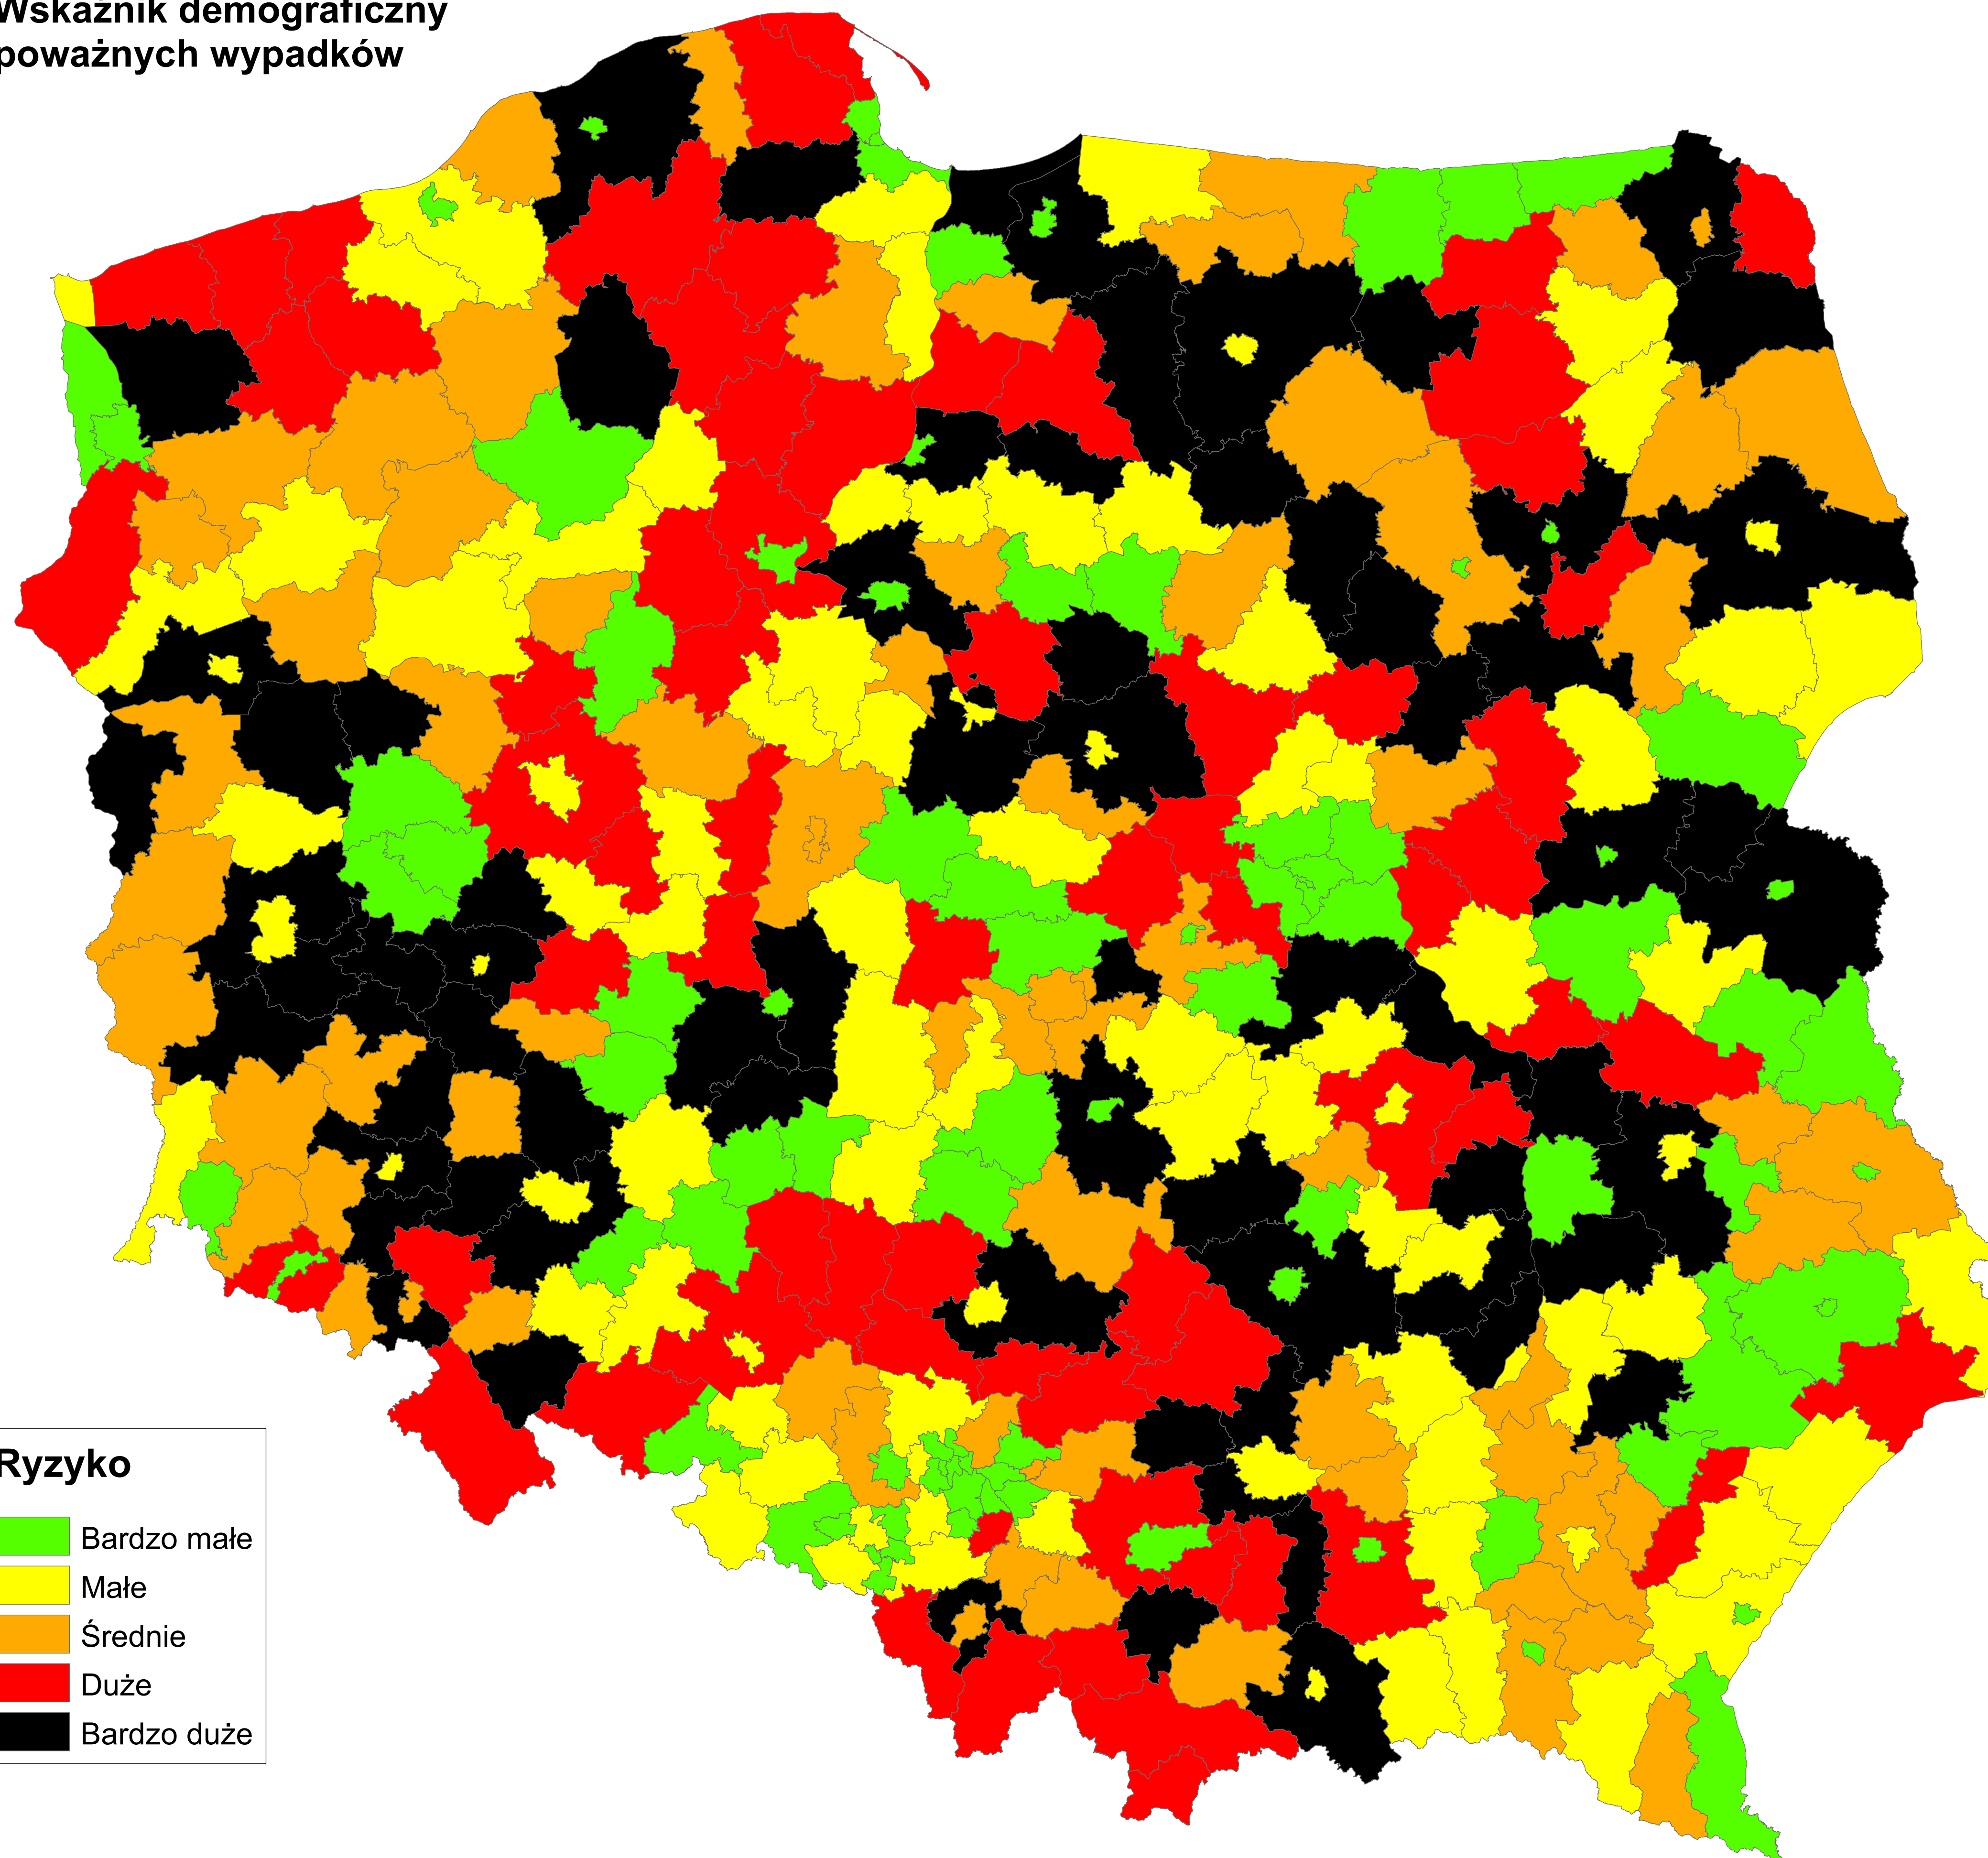 Wskaźnik demograficzny
poważnych wypadków
Ryzyko
Bardzo małe
Małe
Średnie
Duże
Bardzo duże